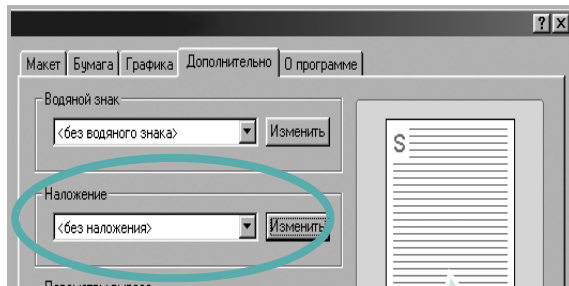 Макет Бумага Графика Дополнительно О программе
Водяной знак
<без водяного знака> Изменить
S
Наложение
<без наложения> Изменить